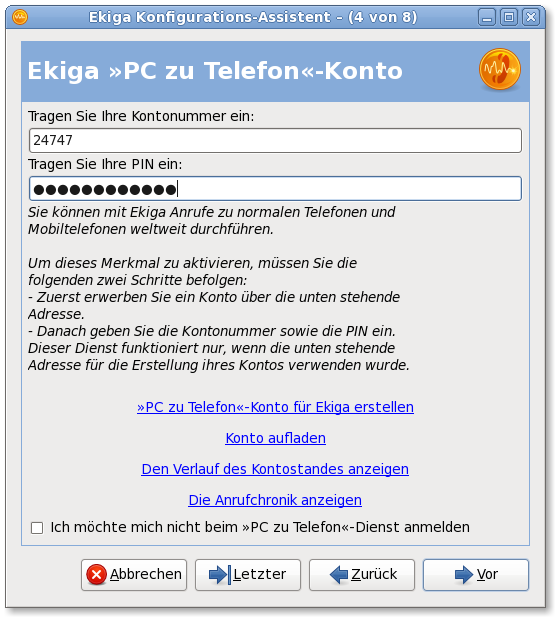 Ekiga Konfigurations-Assistent – (4 von 8)
Ekiga »PC zu Telefon«-Konto
Tragen Sie Ihre Kontonummer ein:
24747
Tragen Sie Ihre PIN ein:
●●●●●●●●●●●●
Sie können mit Ekiga Anrufe zu normalen Telefonen und
Mobiltelefonen weltweit durchführen.
Um dieses Merkmal zu aktivieren, müssen Sie die
folgenden zwei Schritte befolgen:
- Zuerst erwerben Sie ein Konto über die unten stehende
Adresse.
- Danach geben Sie die Kontonummer sowie die PIN ein.
Dieser Dienst funktioniert nur, wenn die unten stehende
Adresse für die Erstellung ihres Kontos verwenden wurde.
»PC zu Telefon«-Konto für Ekiga erstellen
Konto aufladen
Den Verlauf des Kontostandes anzeigen
Die Anrufchronik anzeigen
Ich möchte mich nicht beim »PC zu Telefon«-Dienst anmelden
Abbrechen Letzter Zurück Vor